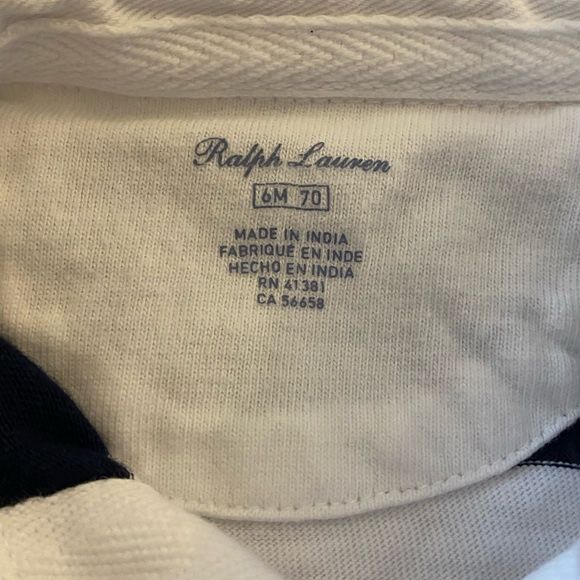 Ralph Lauren
6M 70
MADE IN INDIA
FABRIQUÉ EN INDE
HECHO EN INDIA
RN 41381
CA 56658